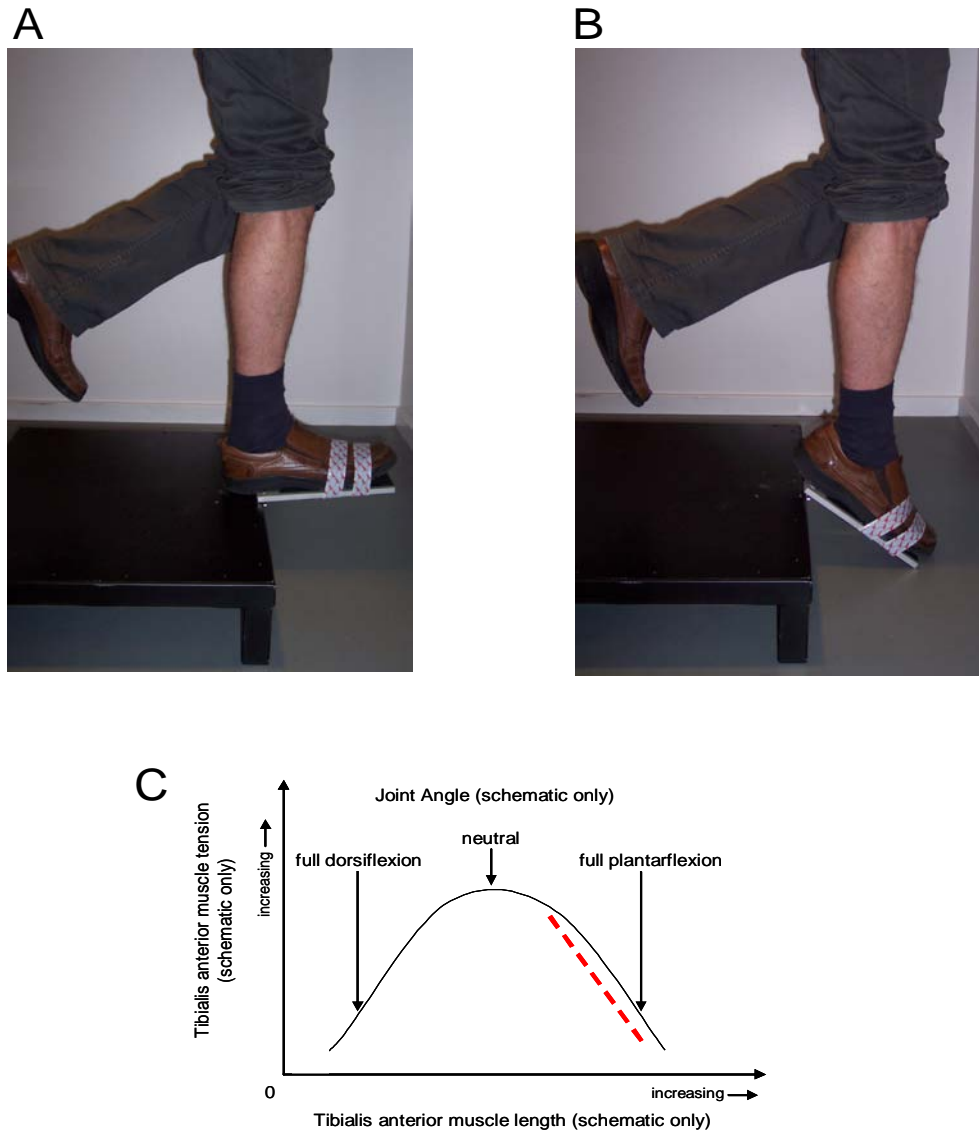 A
B
C
Joint Angle (schematic only)
neutral
full dorsiflexion
full plantarflexion
Tibialis anterior muscle tension
(schematic only)
increasing
0
increasing
Tibialis anterior muscle length (schematic only)